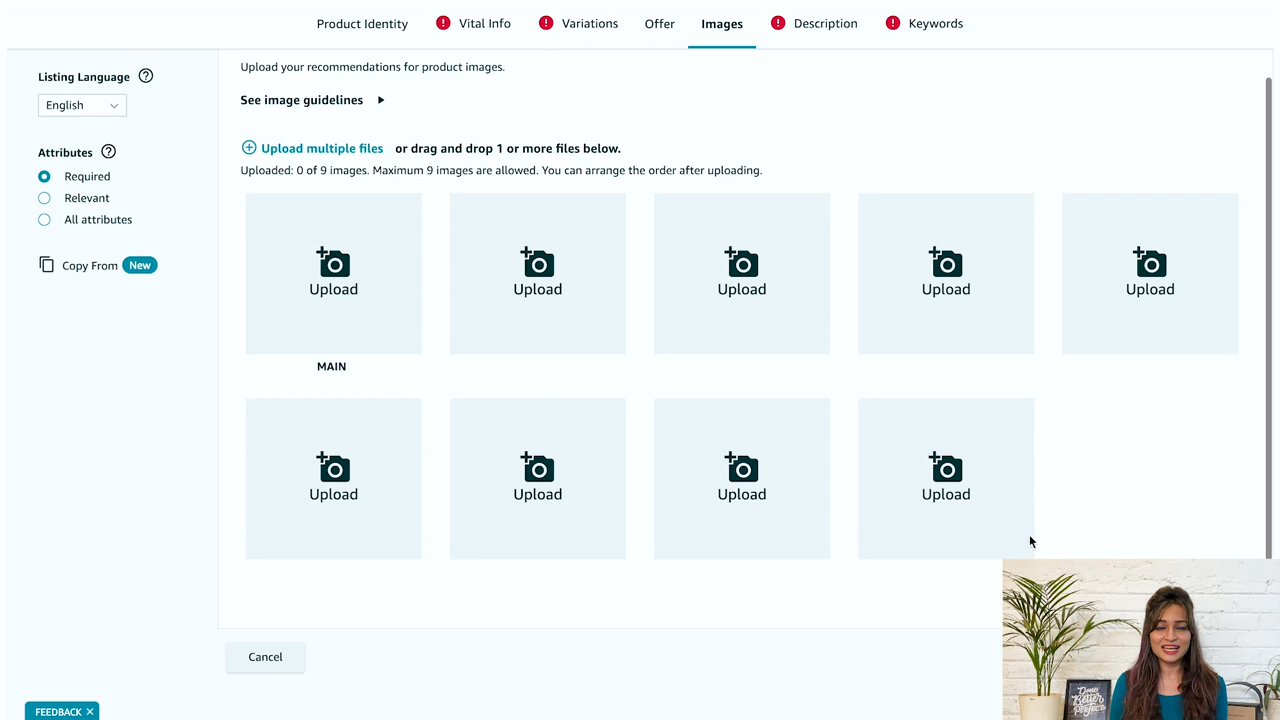 Product Identity
! Vital Info
! Variations
Offer
Images
! Description
! Keywords
Listing Language ?
English
Attributes ?
Required
Relevant
All attributes
Copy From New
Upload your recommendations for product images.
See image guidelines
Upload multiple files or drag and drop 1 or more files below.
Uploaded: 0 of 9 images. Maximum 9 images are allowed. You can arrange the order after uploading.
Upload
Upload
Upload
Upload
Upload
MAIN
Upload
Upload
Upload
Upload
Cancel
FEEDBACK ×
Done
Better
Perfect